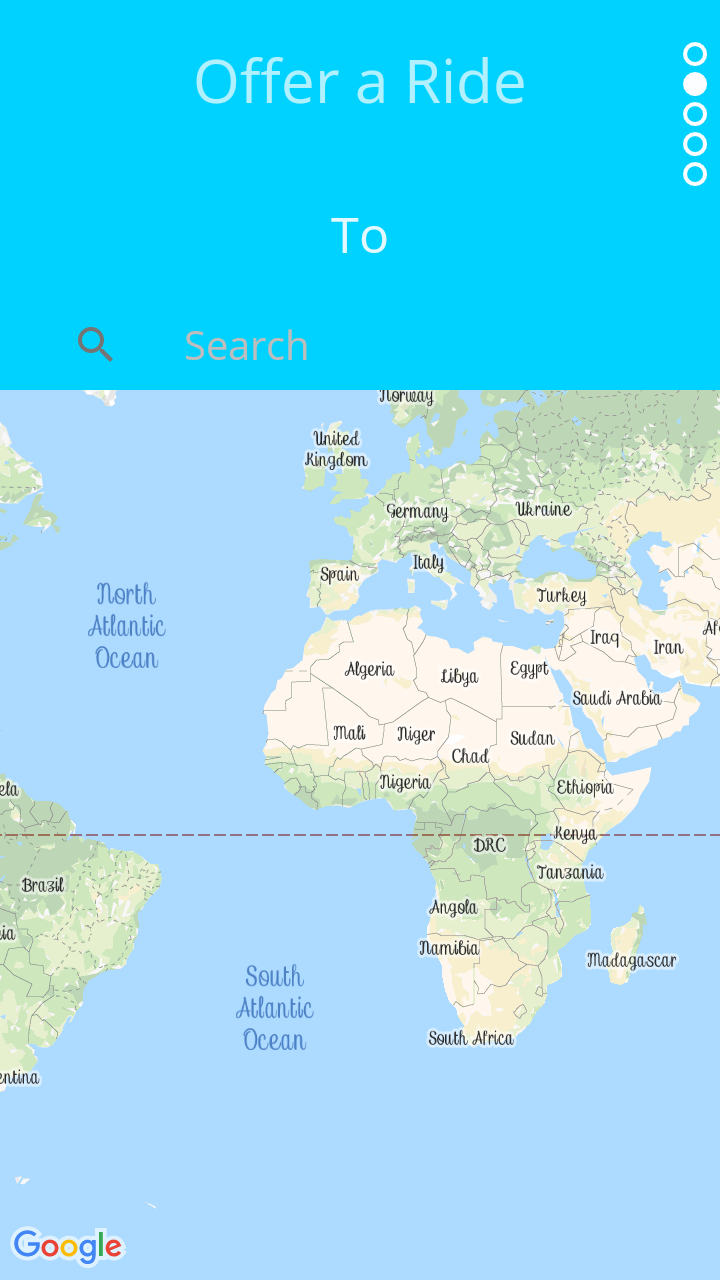 Offer a Ride
To
Search
Norway
United
Kingdom
Germany
Ukraine
Italy
Spain
Turkey
North
Atlantic
Ocean
Iraq
Iran
Af
Algeria
Libya
Egypt
Saudi Arabia
Mali
Niger
Sudan
Chad
Nigeria
Ethiopia
ela
Kenya
DRC
Tanzania
Brazil
Angola
ia
Namibia
Madagascar
South
Atlantic
Ocean
South Africa
entina
Google